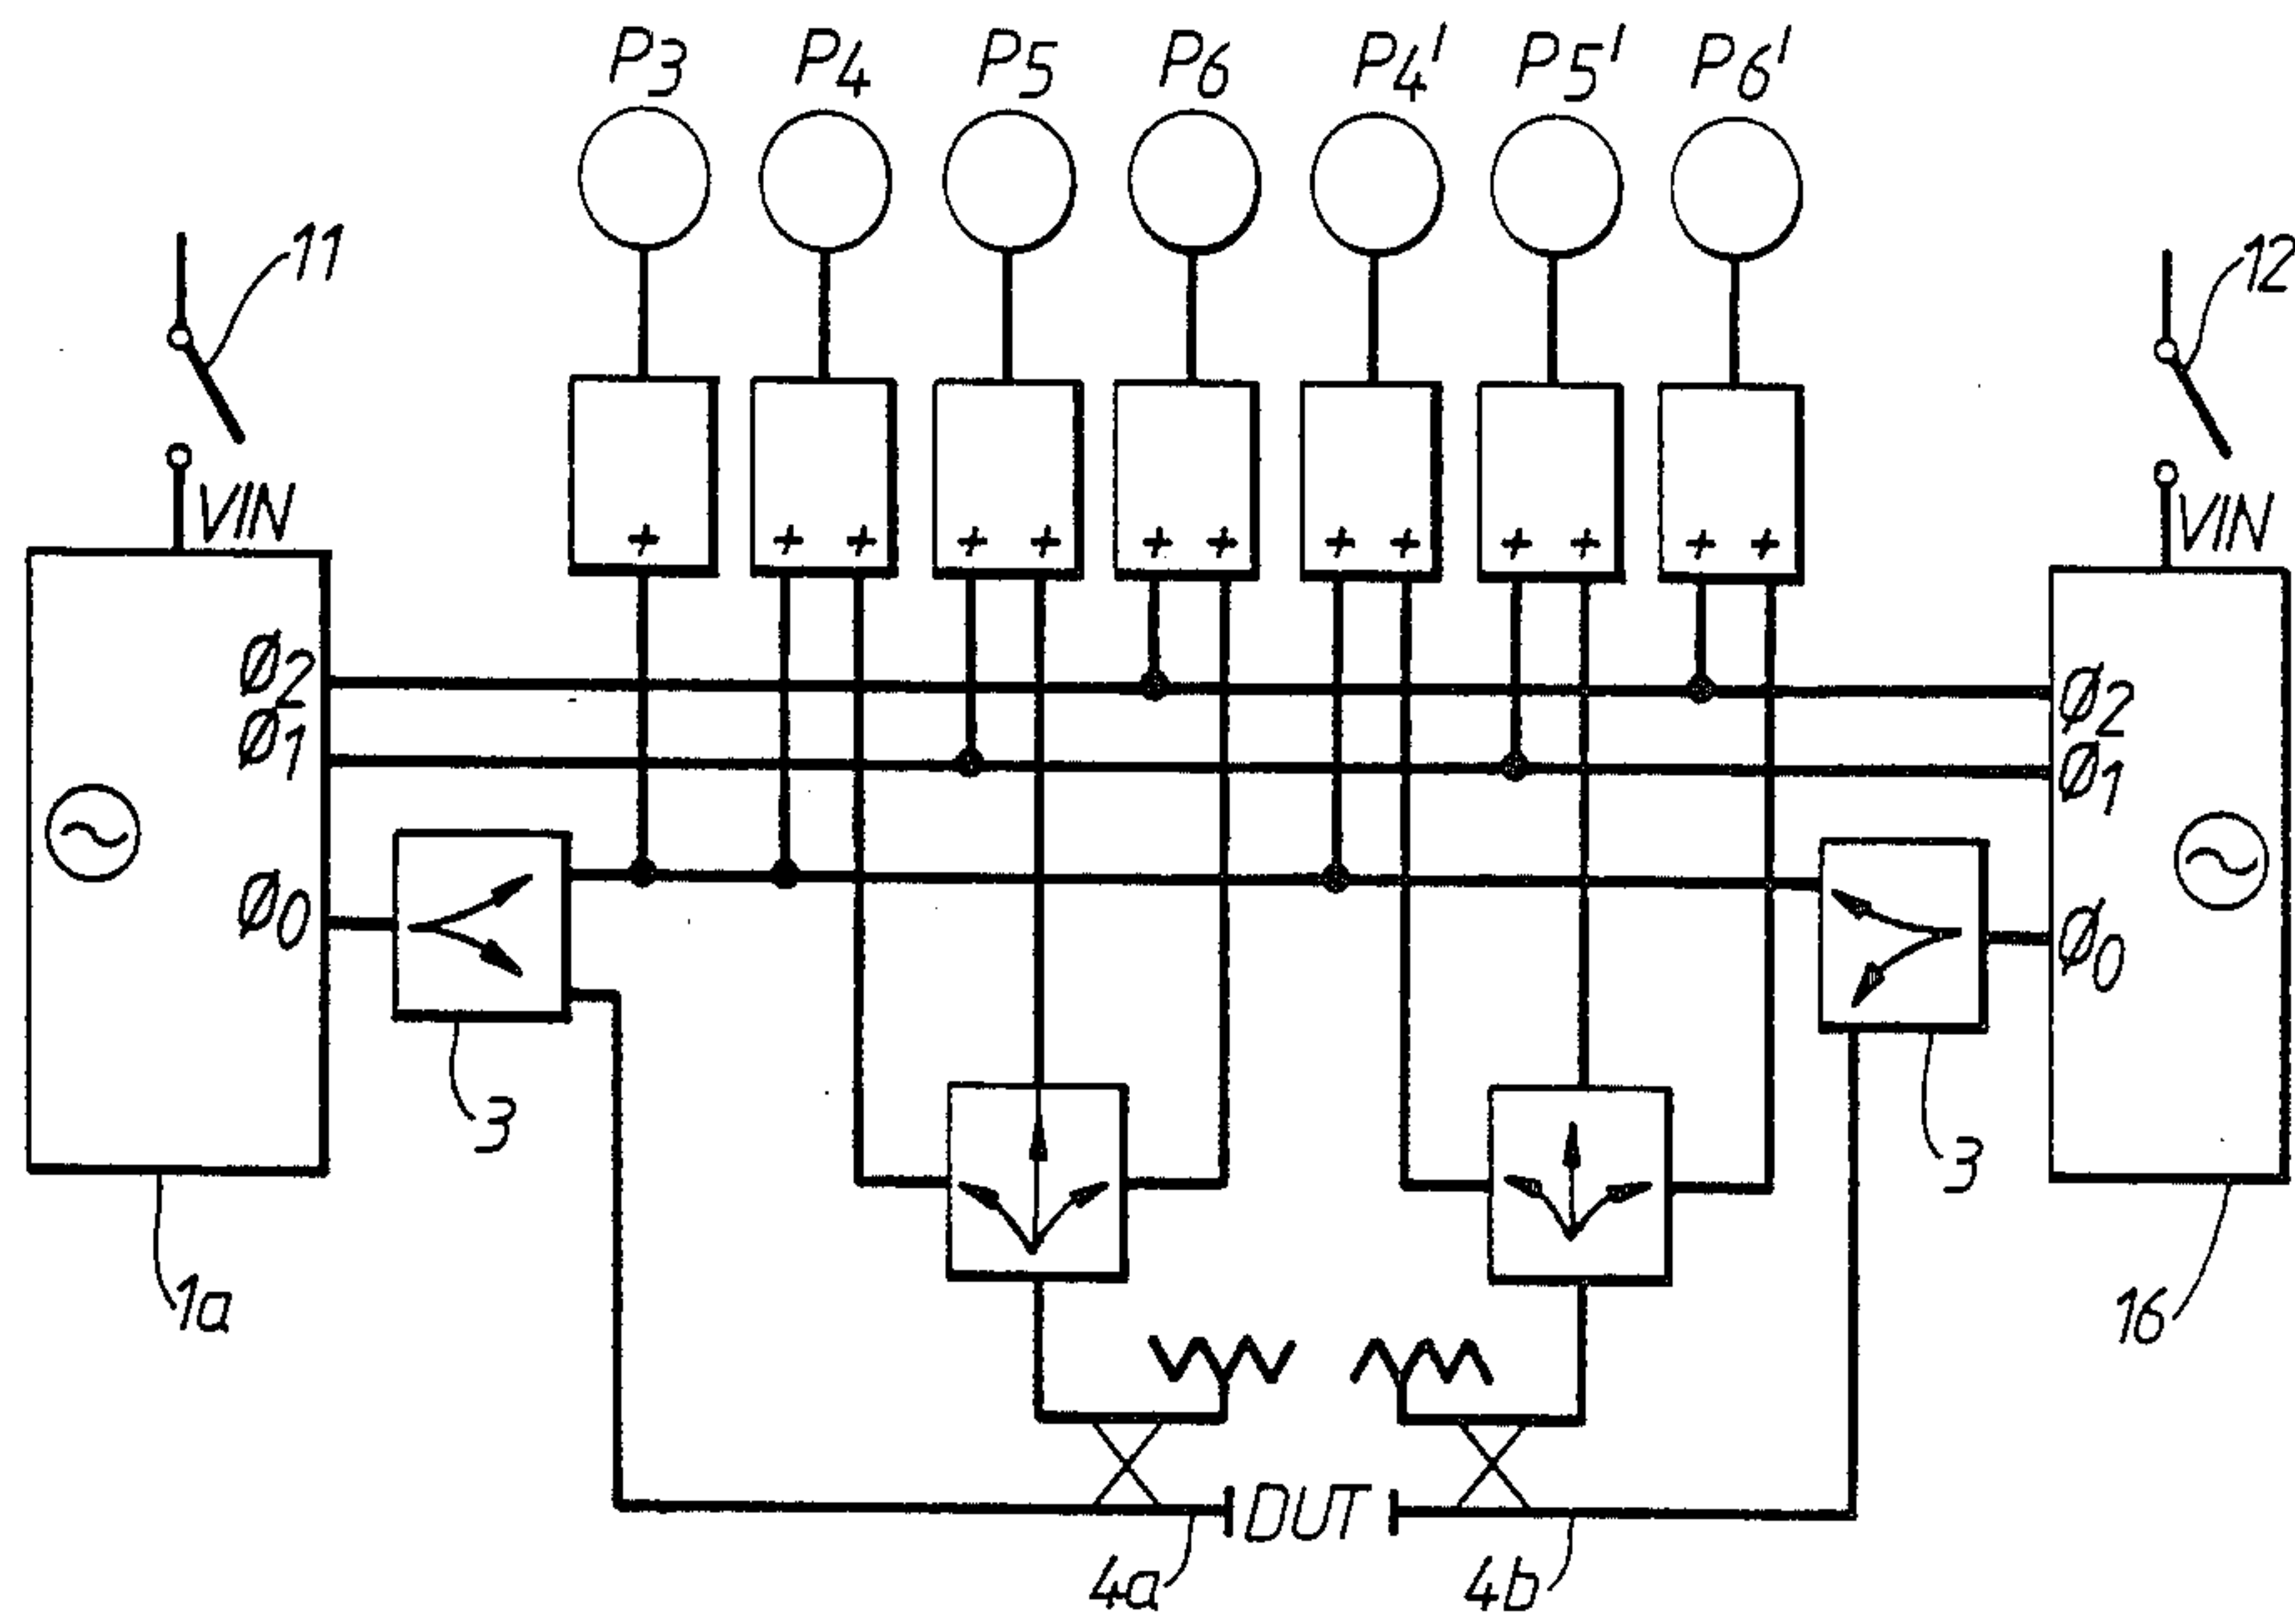 P3 P4 P5 P6 P4' P5' P6'
11
12
VIN
VIN
+ + + + + + + + + + + + +
Ø2
Ø2
Ø1
Ø1
Ø0
Ø0
3
3
1a
16
DUT
4a
4b